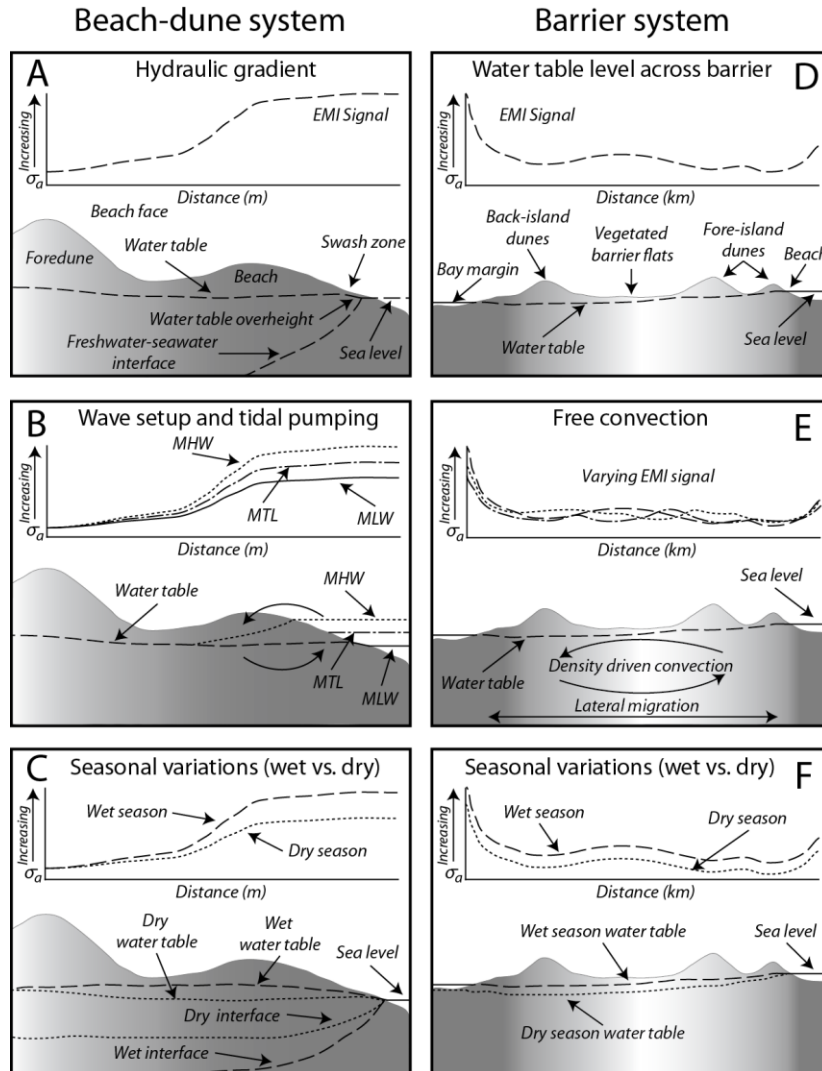 Beach-dune system
Barrier system
A
Hydraulic gradient
Increasing
σa
EMI Signal
Distance (m)
Beach face
Foredune
Water table
Swash zone
Beach
Water table overheight
Freshwater-seawater
interface
Sea level
Water table level across barrier
D
Increasing
σa
EMI Signal
Distance (km)
Back-island
dunes
Vegetated
barrier flats
Fore-island
dunes
Beach
Bay margin
Water table
Sea level
B
Wave setup and tidal pumping
Increasing
σa
MHW
MTL
MLW
Distance (m)
Water table
MHW
MTL
MLW
Free convection
E
Increasing
σa
Varying EMI signal
Distance (km)
Sea level
Water table
Density driven convection
Lateral migration
C
Seasonal variations (wet vs. dry)
Increasing
σa
Wet season
Dry season
Distance (m)
Dry
water table
Wet
water table
Sea level
Dry interface
Wet interface
Seasonal variations (wet vs. dry)
F
Increasing
σa
Wet season
Dry season
Distance (km)
Wet season water table
Sea level
Dry season water table